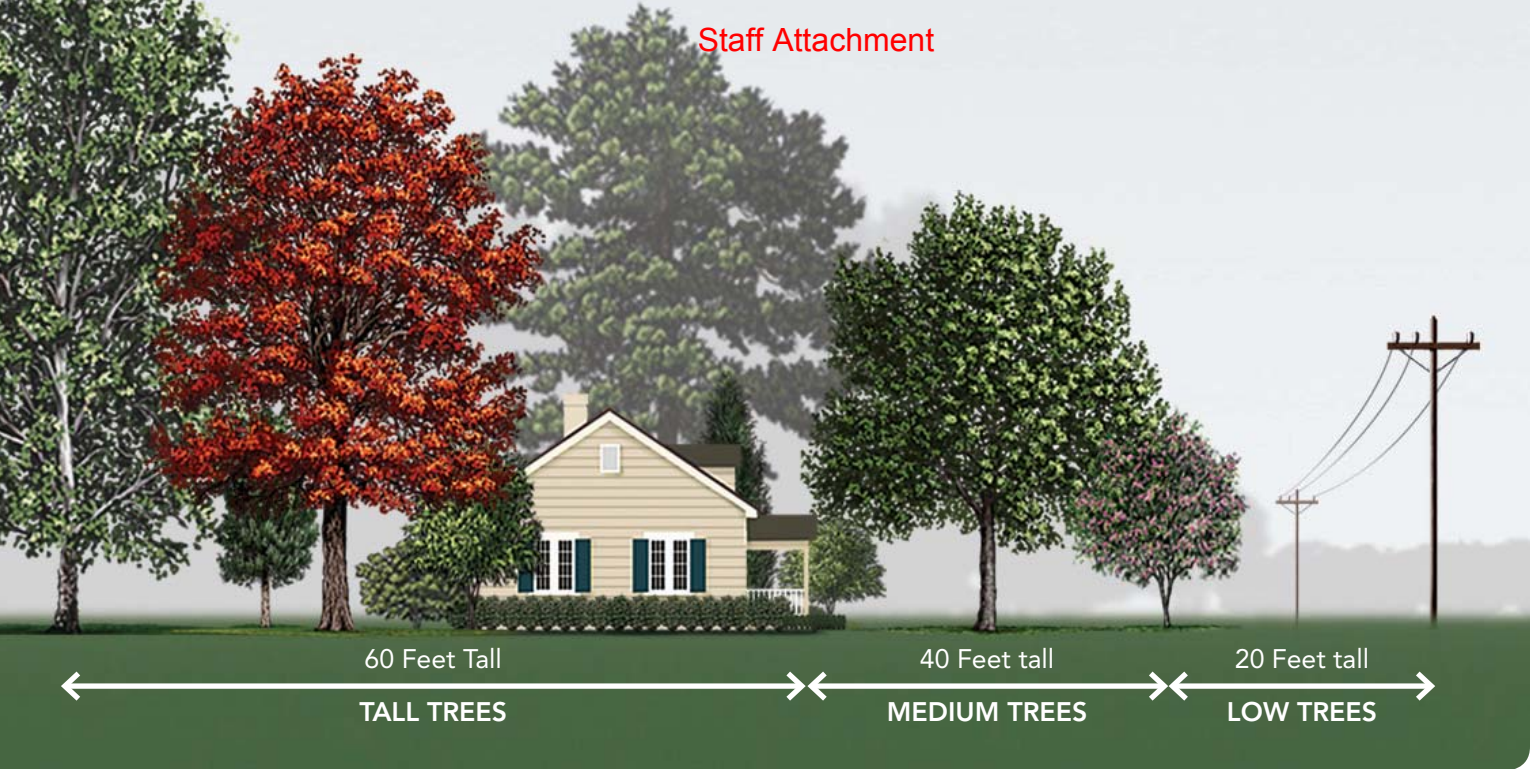 Staff Attachment
60 Feet Tall
40 Feet tall
20 Feet tall
TALL TREES
MEDIUM TREES
LOW TREES